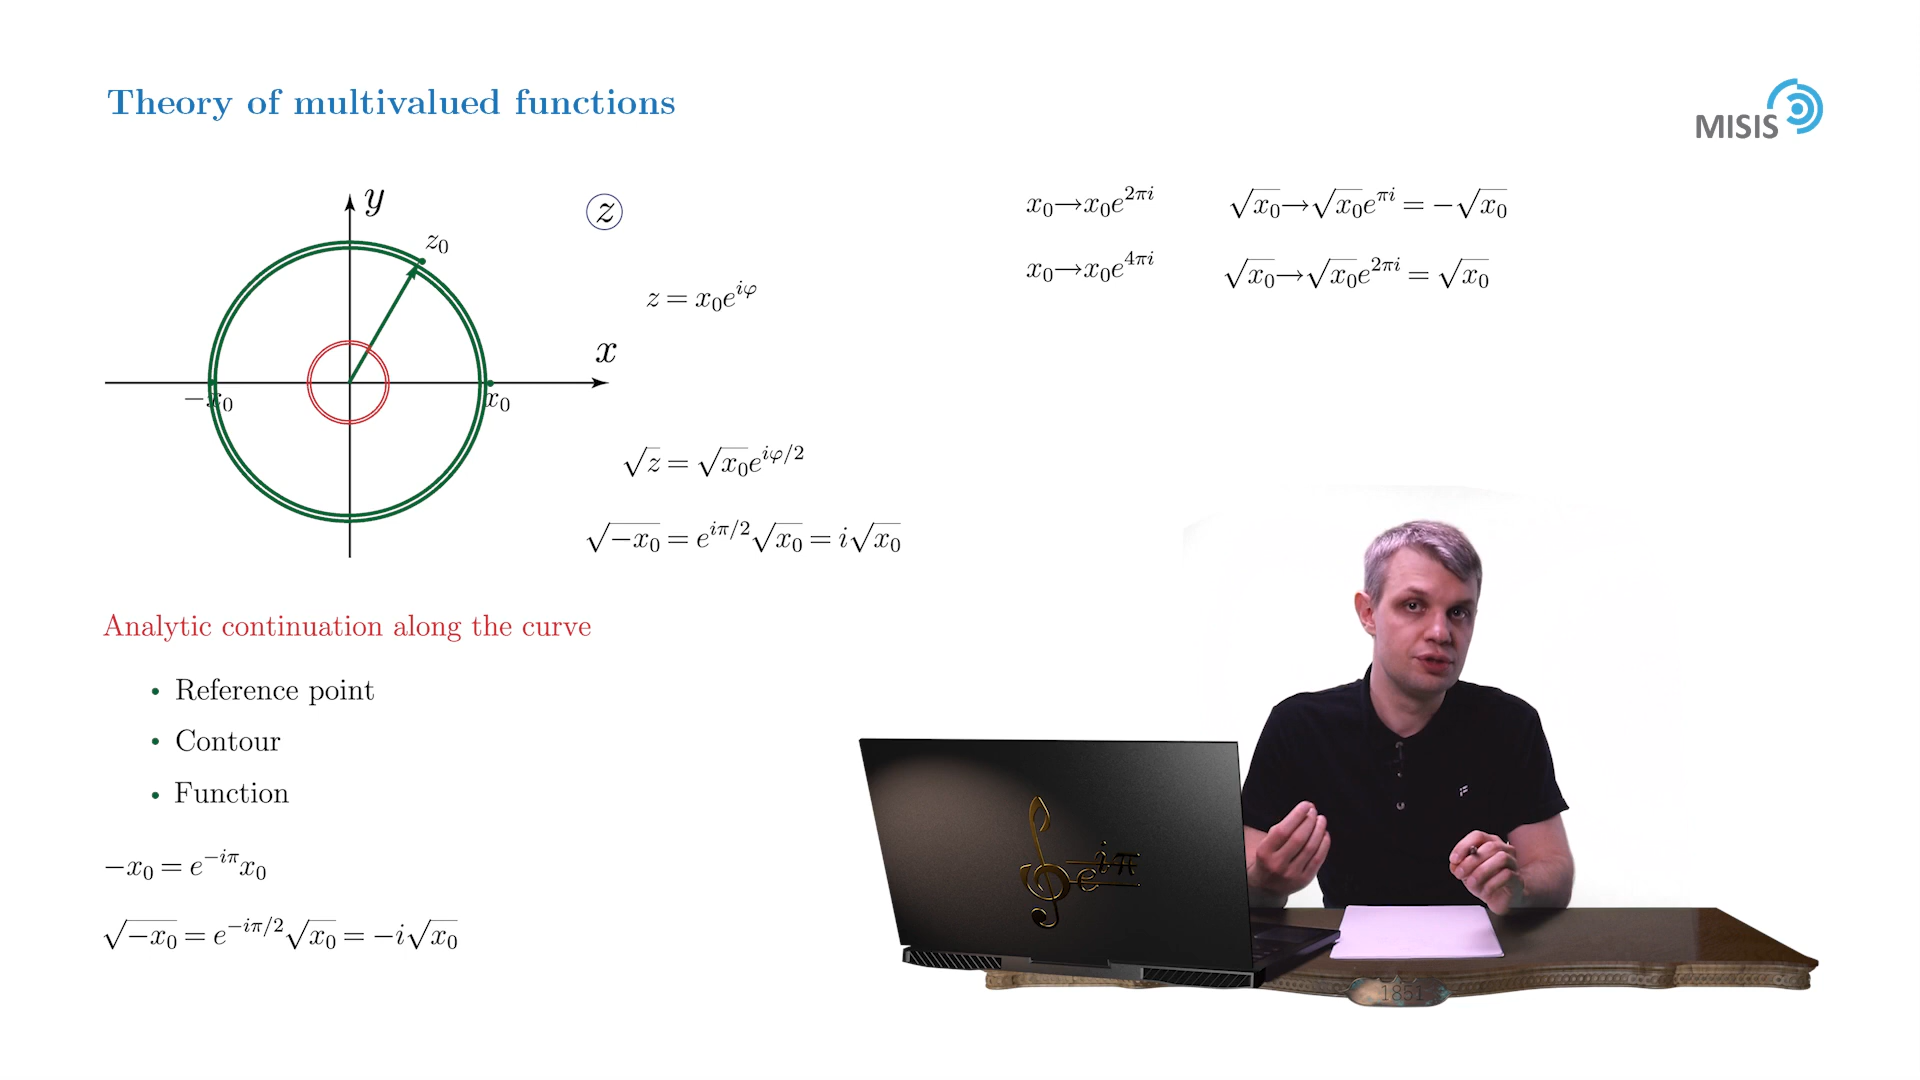 Theory of multivalued functions
MISIS
y
z₀
x
−x₀
x₀
z
z = x₀e^{iφ}
√z = √x₀e^{iφ/2}
√−x₀ = e^{iπ/2}√x₀ = i√x₀
x₀→x₀e^{2πi} √x₀→√x₀e^{πi} = −√x₀
x₀→x₀e^{4πi} √x₀→√x₀e^{2πi} = √x₀
Analytic continuation along the curve
• Reference point
• Contour
• Function
−x₀ = e^{−iπ}x₀
√−x₀ = e^{−iπ/2}√x₀ = −i√x₀
e^{iπ}
1851